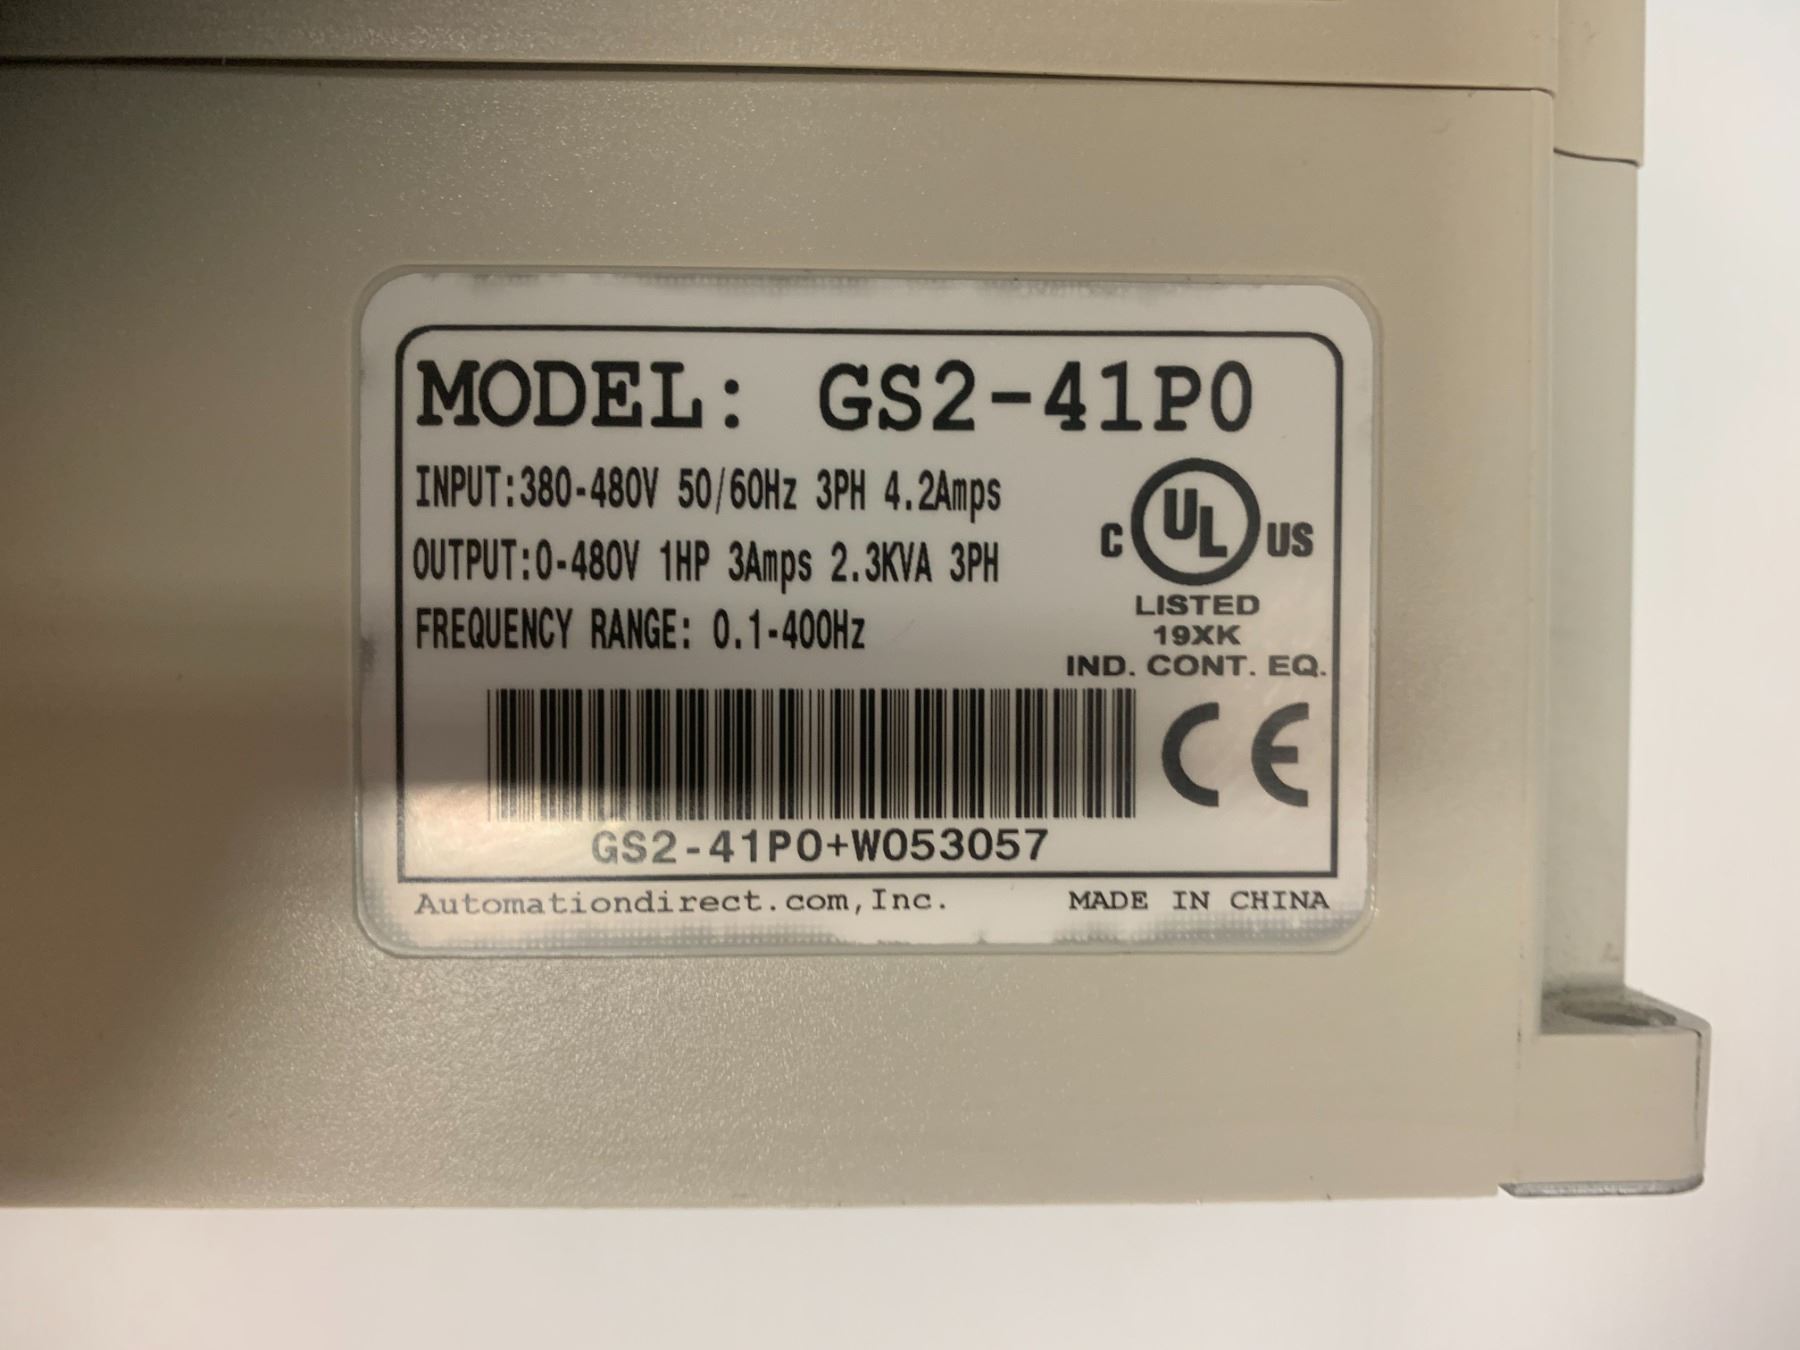 MODEL: GS2-41P0
INPUT:380-480V 50/60Hz 3PH 4.2Amps
OUTPUT:0-480V 1HP 3Amps 2.3KVA 3PH
FREQUENCY RANGE: 0.1-400Hz
C UL US
LISTED
19XK
IND. CONT. EQ.
CE
GS2-41P0+W053057
Automationdirect.com,Inc. MADE IN CHINA